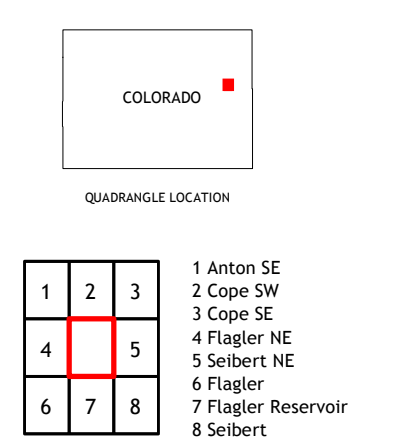 COLORADO
QUADRANGLE LOCATION
1 2 3
4 5
6 7 8
1 Anton SE
2 Cope SW
3 Cope SE
4 Flagler NE
5 Seibert NE
6 Flagler
7 Flagler Reservoir
8 Seibert